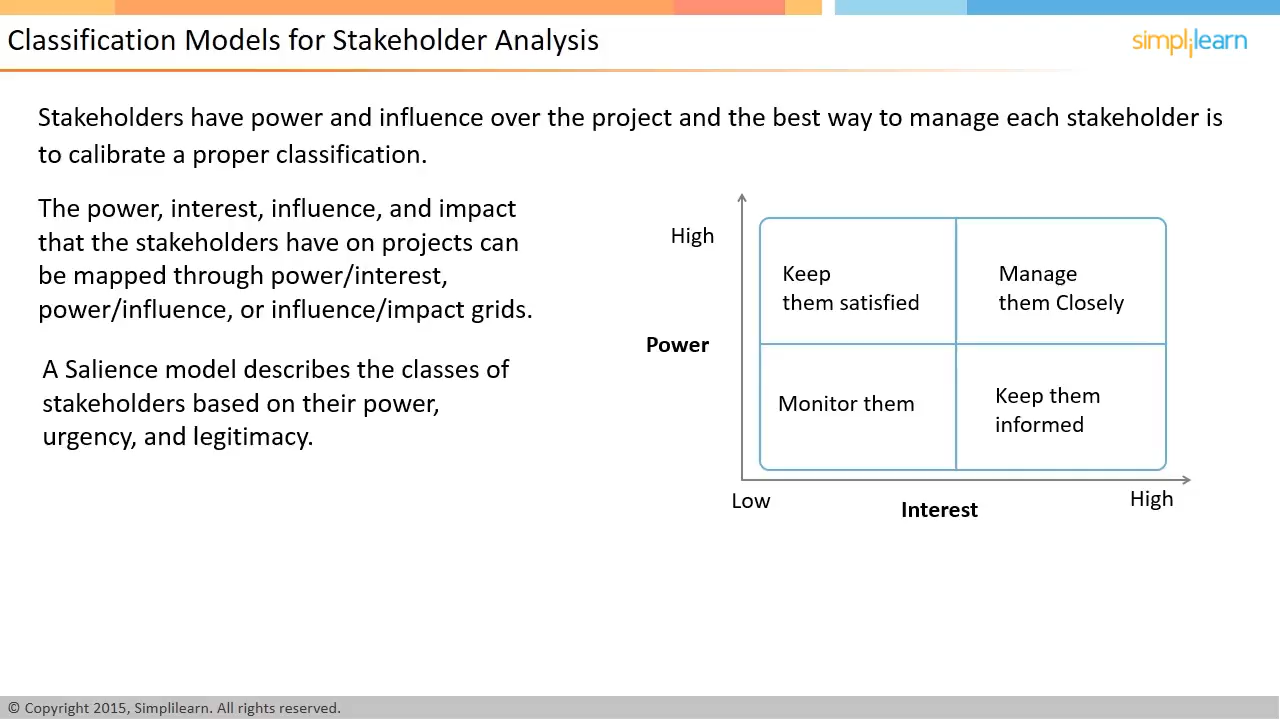 Classification Models for Stakeholder Analysis
simplilearn
Stakeholders have power and influence over the project and the best way to manage each stakeholder is
to calibrate a proper classification.
The power, interest, influence, and impact
that the stakeholders have on projects can
be mapped through power/interest,
power/influence, or influence/impact grids.
A Salience model describes the classes of
stakeholders based on their power,
urgency, and legitimacy.
High
Keep
them satisfied
Manage
them Closely
Power
Monitor them
Keep them
informed
Low
Interest
High
© Copyright 2015, Simplilearn. All rights reserved.